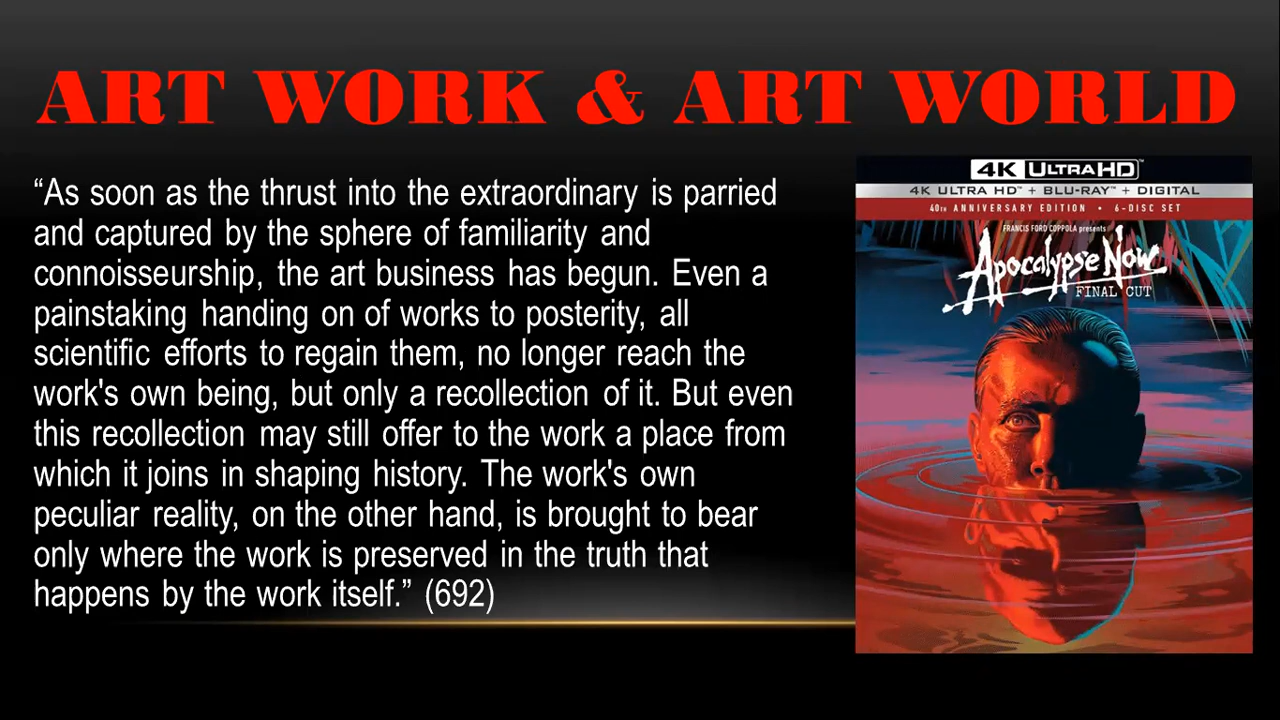 ART WORK & ART WORLD
“As soon as the thrust into the extraordinary is parried
and captured by the sphere of familiarity and
connoisseurship, the art business has begun. Even a
painstaking handing on of works to posterity, all
scientific efforts to regain them, no longer reach the
work's own being, but only a recollection of it. But even
this recollection may still offer to the work a place from
which it joins in shaping history. The work's own
peculiar reality, on the other hand, is brought to bear
only where the work is preserved in the truth that
happens by the work itself.” (692)
4K ULTRA HD™
4K ULTRA HD™ + BLU-RAY™ + DIGITAL
40TH ANNIVERSARY EDITION • 6-DISC SET
FRANCIS FORD COPPOLA presents
Apocalypse Now
FINAL CUT